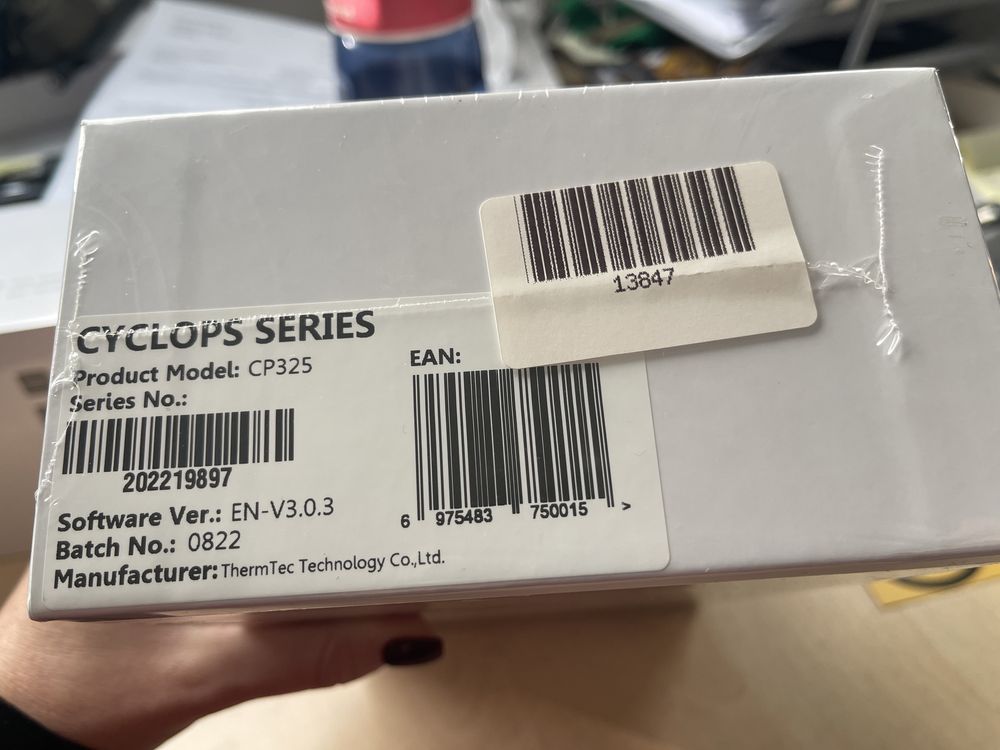 13847
CYCLOPS SERIES
Product Model: CP325
Series No.:
202219897
Software Ver.: EN-V3.0.3
Batch No.: 0822
Manufacturer: ThermTec Technology Co.,Ltd.
EAN:
6 975483 750015 >